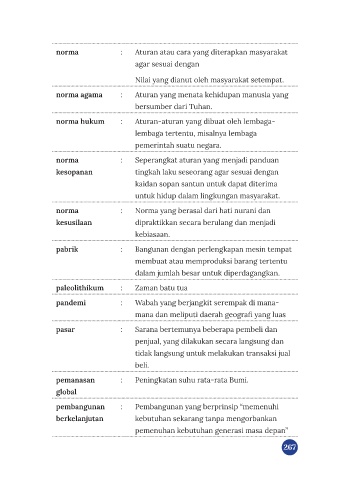 norma : Aturan atau cara yang diterapkan masyarakat
agar sesuai dengan
Nilai yang dianut oleh masyarakat setempat.
norma agama : Aturan yang menata kehidupan manusia yang
bersumber dari Tuhan.
norma hukum : Aturan-aturan yang dibuat oleh lembaga-
lembaga tertentu, misalnya lembaga
pemerintah suatu negara.
norma : Seperangkat aturan yang menjadi panduan
kesopanan tingkah laku seseorang agar sesuai dengan
kaidan sopan santun untuk dapat diterima
untuk hidup dalam lingkungan masyarakat.
norma : Norma yang berasal dari hati nurani dan
kesusilaan dipraktikkan secara berulang dan menjadi
kebiasaan.
pabrik : Bangunan dengan perlengkapan mesin tempat
membuat atau memproduksi barang tertentu
dalam jumlah besar untuk diperdagangkan.
paleolithikum : Zaman batu tua
pandemi : Wabah yang berjangkit serempak di mana-
mana dan meliputi daerah geografi yang luas
pasar : Sarana bertemunya beberapa pembeli dan
penjual, yang dilakukan secara langsung dan
tidak langsung untuk melakukan transaksi jual
beli.
pemanasan : Peningkatan suhu rata-rata Bumi.
global
pembangunan : Pembangunan yang berprinsip “memenuhi
berkelanjutan kebutuhan sekarang tanpa mengorbankan
pemenuhan kebutuhan generasi masa depan”
267